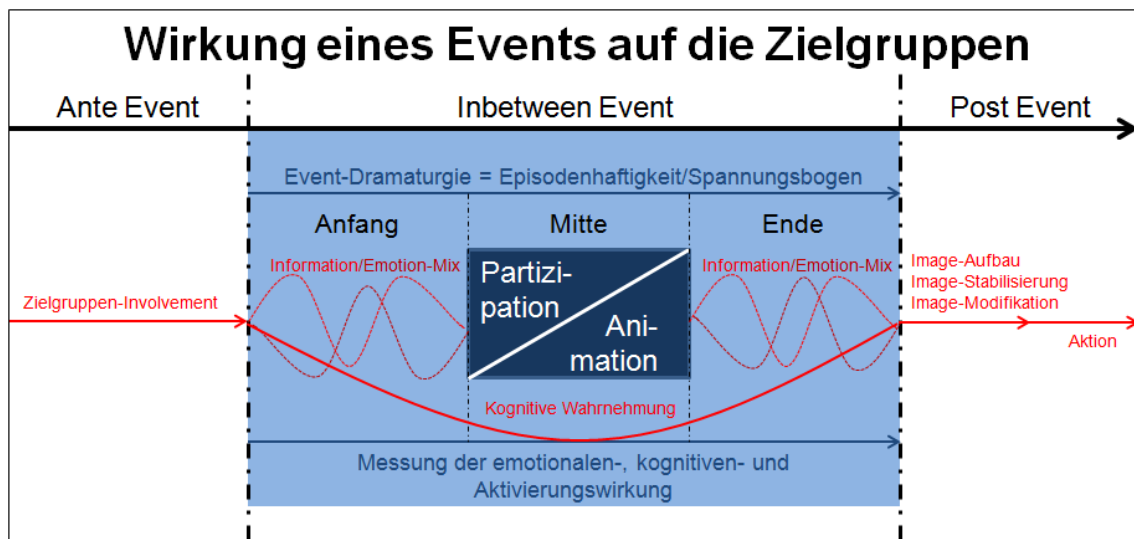 Wirkung eines Events auf die Zielgruppen
Ante Event
Inbetween Event
Post Event
Event-Dramaturgie = Episodenhaftigkeit/Spannungsbogen
Anfang
Mitte
Ende
Information/Emotion-Mix
Partizi-
pation
Ani-
mation
Information/Emotion-Mix
Zielgruppen-Involvement
Image-Aufbau
Image-Stabilisierung
Image-Modifikation
Aktion
Kognitive Wahrnehmung
Messung der emotionalen-, kognitiven- und
Aktivierungswirkung